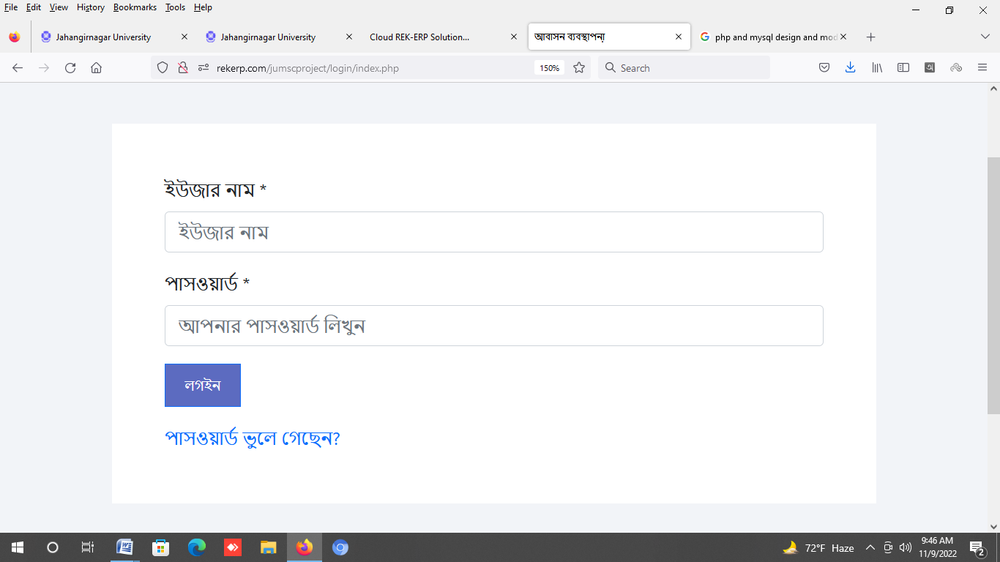 File Edit View History Bookmarks Tools Help
Jahangirnagar University Jahangirnagar University Cloud REK-ERP Solution... আবাসন ব্যবস্থাপনা php and mysql design and mod
rekerp.com/jumscproject/login/index.php 150% Search
ইউজার নাম *
ইউজার নাম
পাসওয়ার্ড *
আপনার পাসওয়ার্ড লিখুন
লগইন
পাসওয়ার্ড ভুলে গেছেন?
72°F Haze 9:46 AM
11/9/2022 2